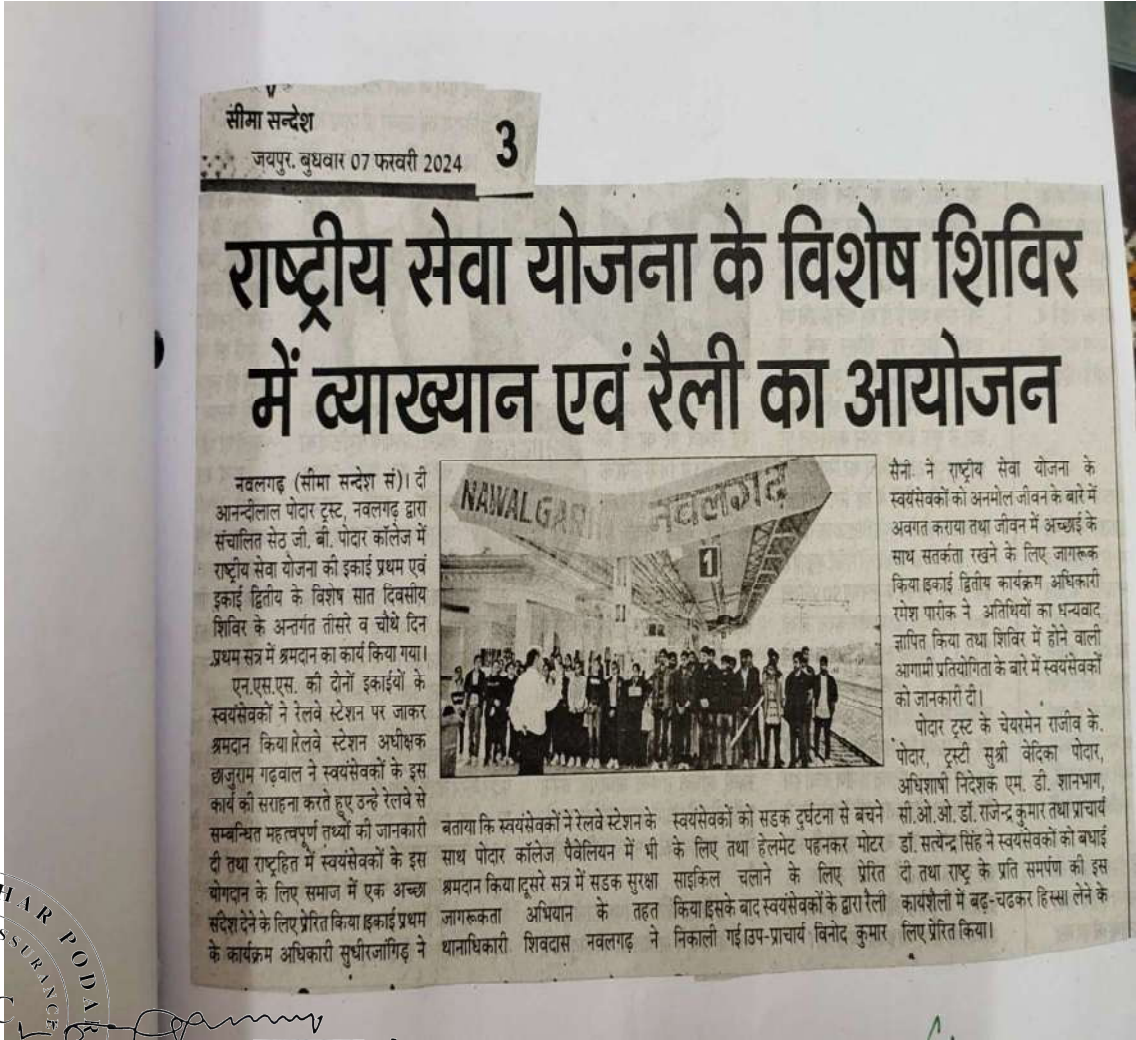 सीमा सन्देश
जयपुर. बुधवार 07 फरवरी 2024
3
राष्ट्रीय सेवा योजना के विशेष शिविर
में व्याख्यान एवं रैली का आयोजन
नवलगढ़ (सीमा सन्देश सं)। दी
आनन्दीलाल पोदार ट्रस्ट, नवलगढ़ द्वारा
संचालित सेठ जी. बी. पोदार कॉलेज में
राष्ट्रीय सेवा योजना की इकाई प्रथम एवं
इकाई द्वितीय के विशेष सात दिवसीय
शिविर के अन्तर्गत तीसरे व चौथे दिन
प्रथम सत्र में श्रमदान का कार्य किया गया।
एन.एस.एस. की दोनों इकाईयों के
स्वयंसेवकों ने रेलवे स्टेशन पर जाकर
श्रमदान किया।रेलवे स्टेशन अधीक्षक
छाजुराम गढ़वाल ने स्वयंसेवकों के इस
कार्य की सराहना करते हुए उन्हे रेलवे से
सम्बन्धित महत्वपूर्ण तथ्यों की जानकारी
दी तथा राष्ट्रहित में स्वयंसेवकों के इस
योगदान के लिए समाज में एक अच्छा
संदेश देने के लिए प्रेरित किया।इकाई प्रथम
के कार्यक्रम अधिकारी सुधीरजांगिड़ ने
NAWALGARH नवलगढ़
1
बताया कि स्वयंसेवकों ने रेलवे स्टेशन के
साथ पोदार कॉलेज पैवेलियन में भी
श्रमदान किया।दूसरे सत्र में सडक सुरक्षा
जागरूकता अभियान के तहत
थानाधिकारी शिवदास नवलगढ़ ने
स्वयंसेवकों को सडक दुर्घटना से बचने
के लिए तथा हेलमेट पहनकर मोटर
साइकिल चलाने के लिए प्रेरित
किया।इसके बाद स्वयंसेवकों के द्वारा रैली
निकाली गई।उप-प्राचार्य विनोद कुमार
सैनी ने राष्ट्रीय सेवा योजना के
स्वयंसेवकों को अनमोल जीवन के बारे में
अवगत कराया तथा जीवन में अच्छाई के
साथ सतर्कता रखने के लिए जागरूक
किया।इकाई द्वितीय कार्यक्रम अधिकारी
रमेश पारीक ने अतिथियों का धन्यवाद
ज्ञापित किया तथा शिविर में होने वाली
आगामी प्रतियोगिता के बारे में स्वयंसेवकों
को जानकारी दी।
पोदार ट्रस्ट के चेयरमेन राजीव के.
पोदार, ट्रस्टी सुश्री वेदिका पोदार,
अधिशाषी निदेशक एम. डी. शानभाग,
सी.ओ.ओ. डॉ. राजेन्द्र कुमार तथा प्राचार्य
डॉ. सत्येन्द्र सिंह ने स्वयंसेवकों को बधाई
दी तथा राष्ट्र के प्रति समर्पण की इस
कार्यशैली में बढ़-चढकर हिस्सा लेने के
लिए प्रेरित किया।
HAR PODAR
SSURANCE